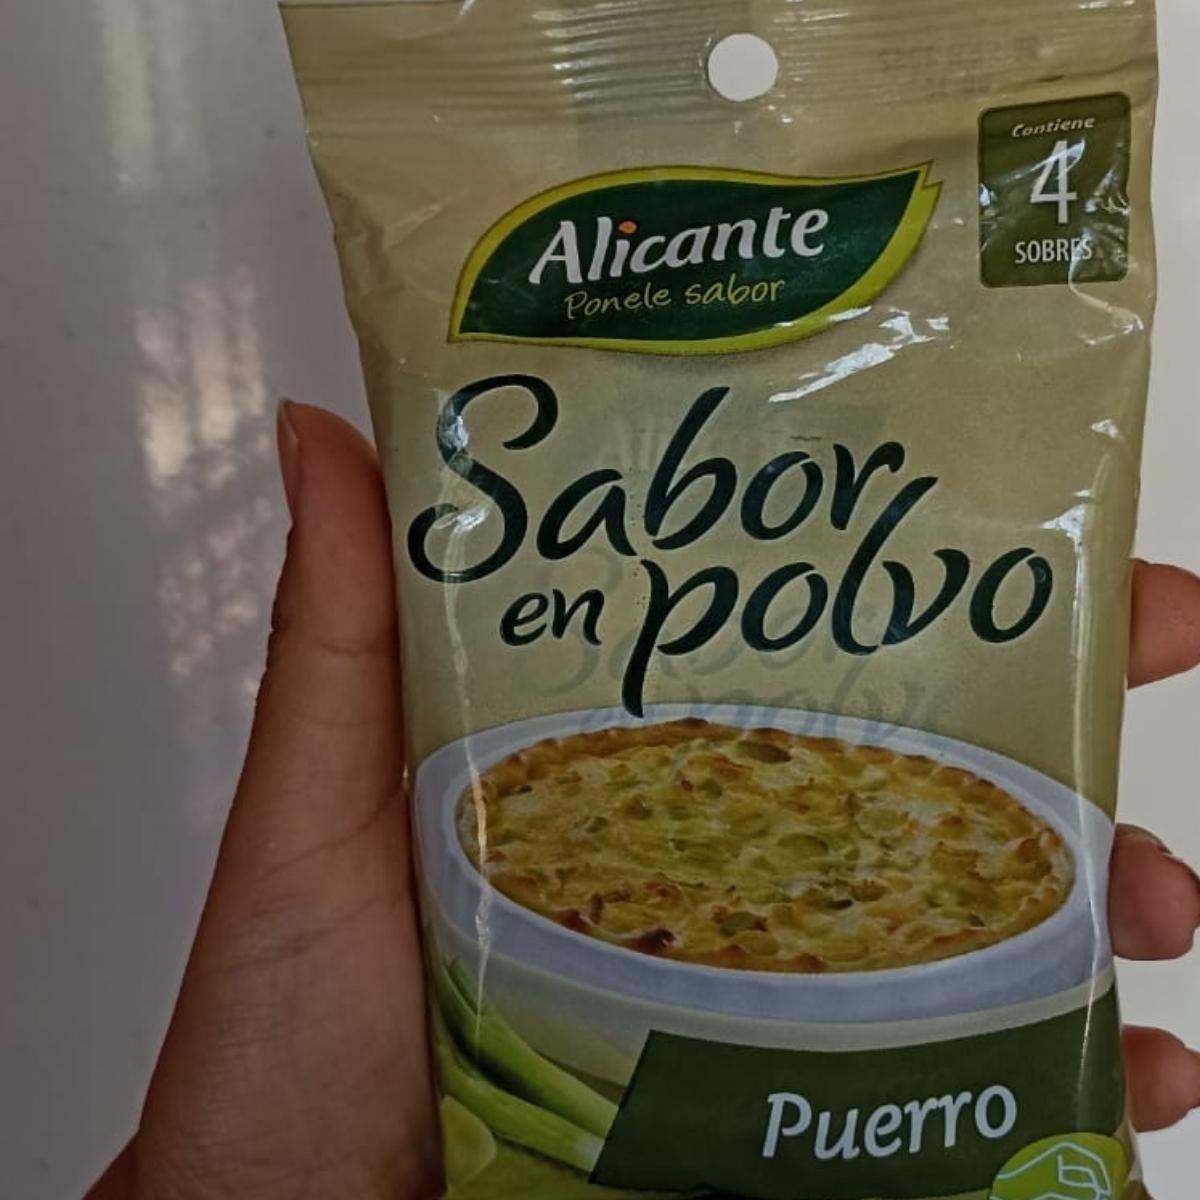 Contiene
4
SOBRES
Alicante
Ponele sabor
Sabor
en polvo
Puerro